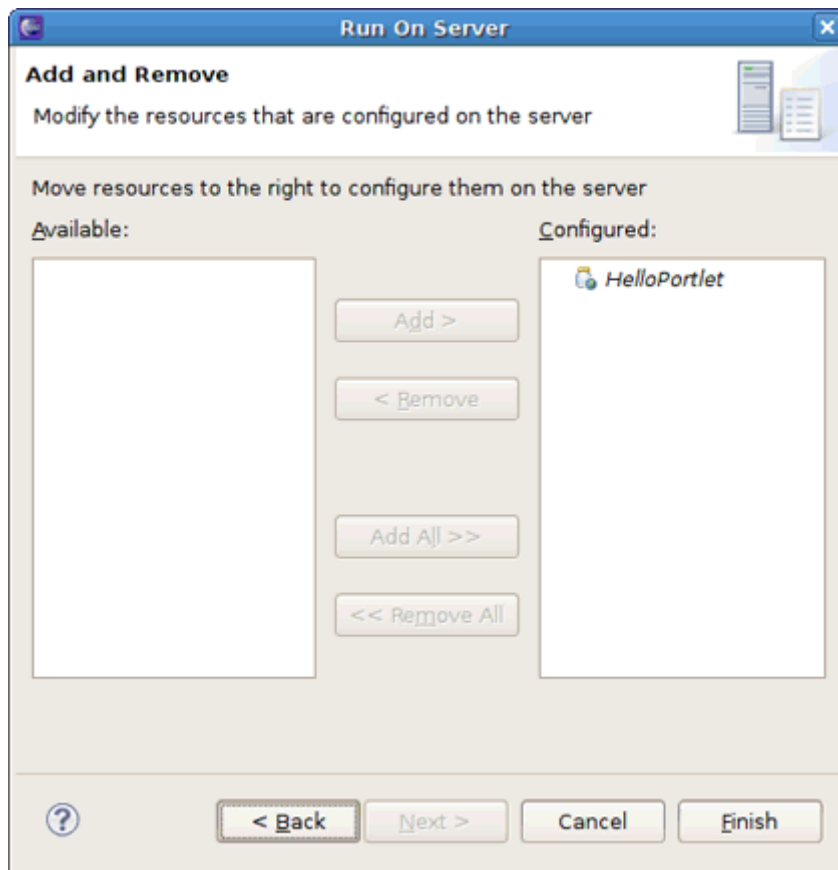 Run On Server
Add and Remove
Modify the resources that are configured on the server
Move resources to the right to configure them on the server
Available:
Configured:
HelloPortlet
Add >
< Remove
Add All >>
<< Remove All
?
< Back
Next >
Cancel
Finish